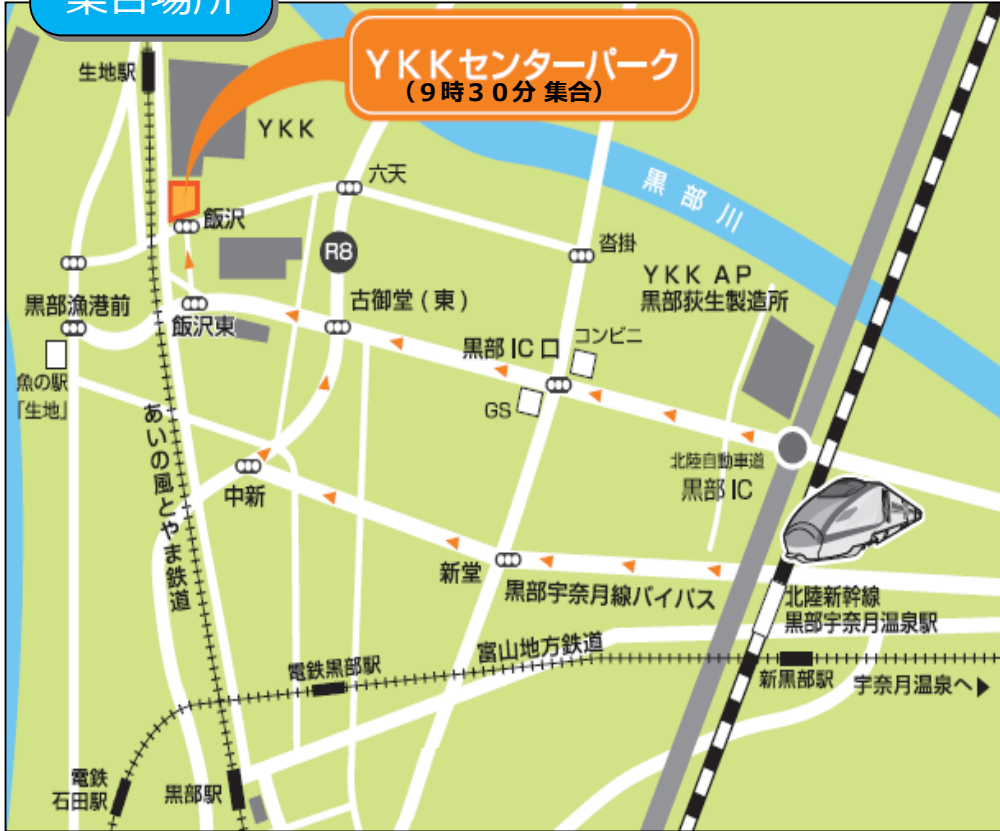 集合場所
YKKセンターパーク
(9時30分 集合)
生地駅
YKK
六天
黒部川
飯沢
R8
沓掛
YKK AP
黒部荻生製造所
古御堂(東)
黒部漁港前
飯沢東
コンビニ
黒部IC口
魚の駅
「生地」
GS
あいの風とやま鉄道
北陸自動車道
黒部IC
中新
新堂
黒部宇奈月線バイパス
北陸新幹線
黒部宇奈月温泉駅
富山地方鉄道
電鉄黒部駅
新黒部駅
宇奈月温泉へ▶
電鉄
石田駅
黒部駅